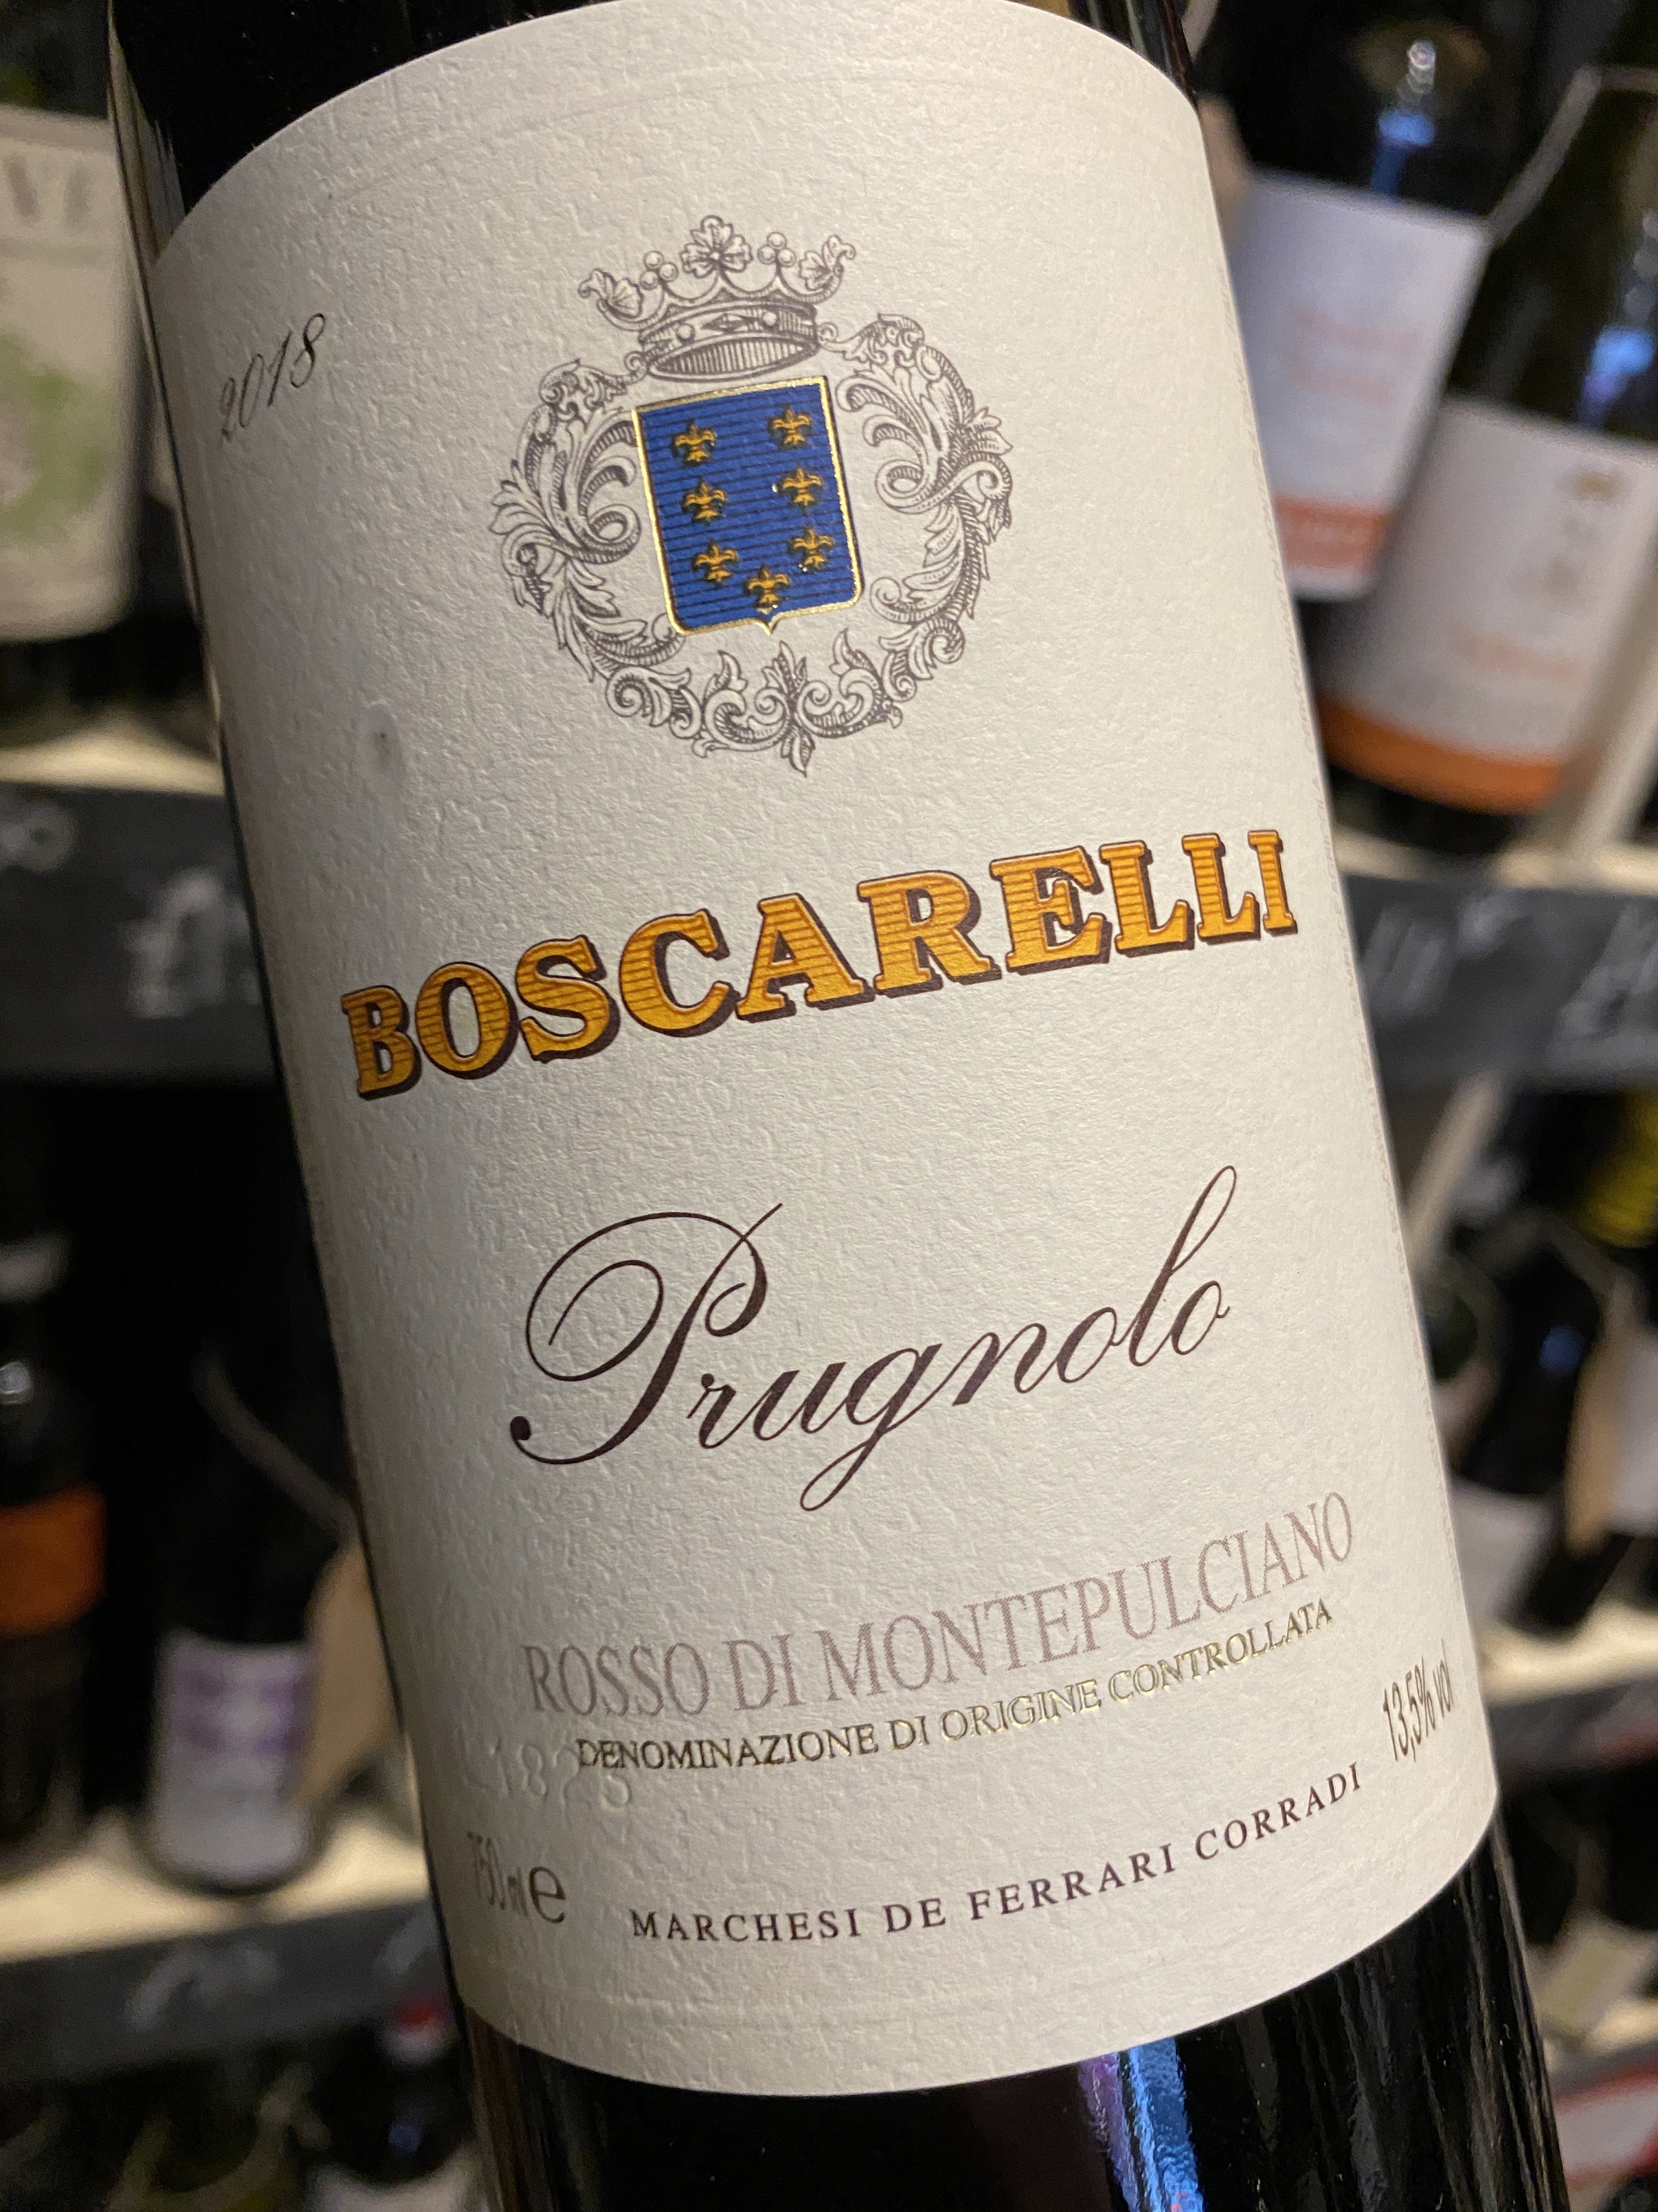 2018
BOSCARELLI
Prugnolo
ROSSO DI MONTEPULCIANO
DENOMINAZIONE DI ORIGINE CONTROLLATA
13,5% vol
750 ml e
MARCHESI DE FERRARI CORRADI